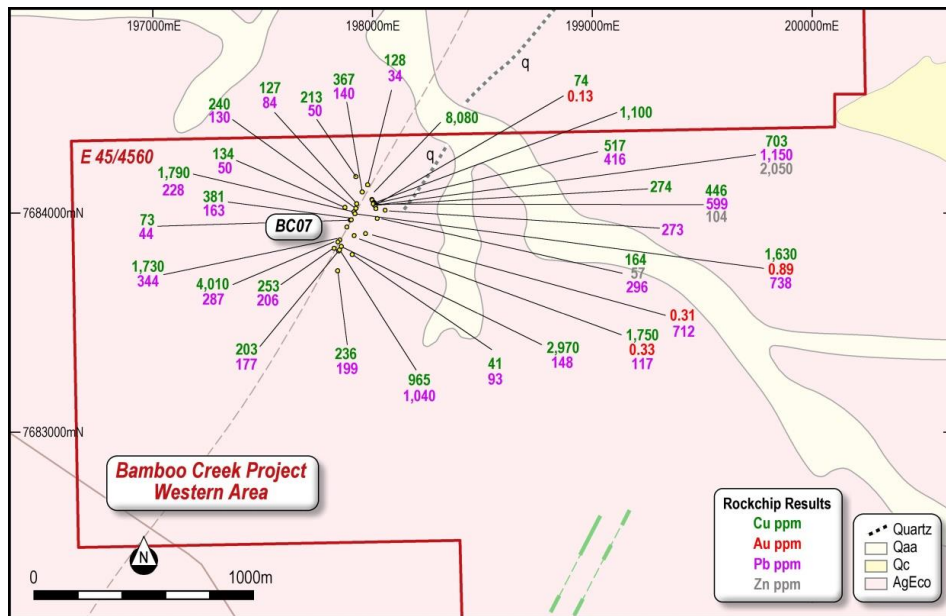 197000mE
198000mE
199000mE
200000mE
q
128
34
367
140
127
84
213
50
240
130
8,080
74
0.13
1,100
E 45/4560
q
517
416
703
1,150
2,050
134
50
1,790
228
274
446
599
104
381
163
7684000mN
7684000mN
73
44
BC07
273
1,630
0.89
738
164
57
296
1,730
344
4,010
287
253
206
0.31
712
1,750
0.33
117
203
177
236
199
965
1,040
41
93
2,970
148
7683000mN
7683000mN
Bamboo Creek Project
Western Area
N
0
1000m
Rockchip Results
Cu ppm
Au ppm
Pb ppm
Zn ppm
Quartz
Qaa
Qc
AgEco